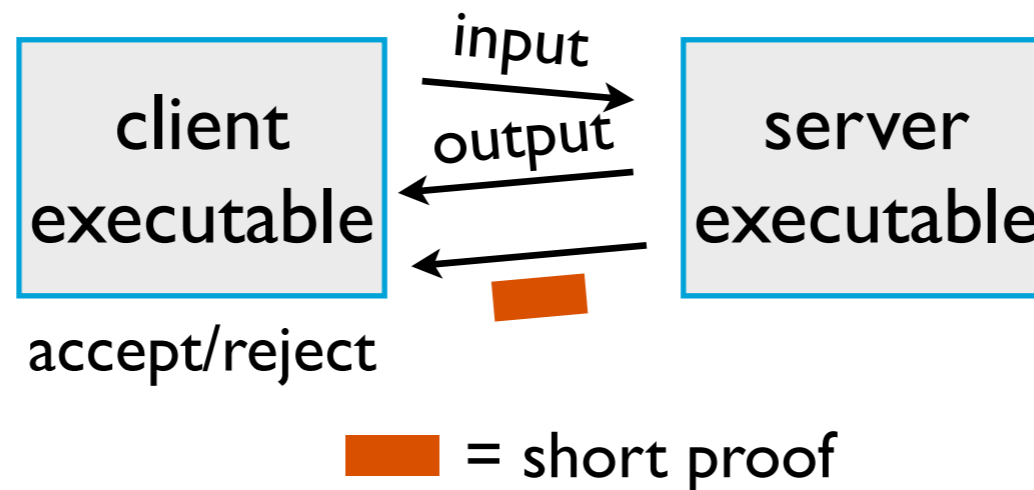 input
client
executable
output
server
executable
accept/reject
= short proof